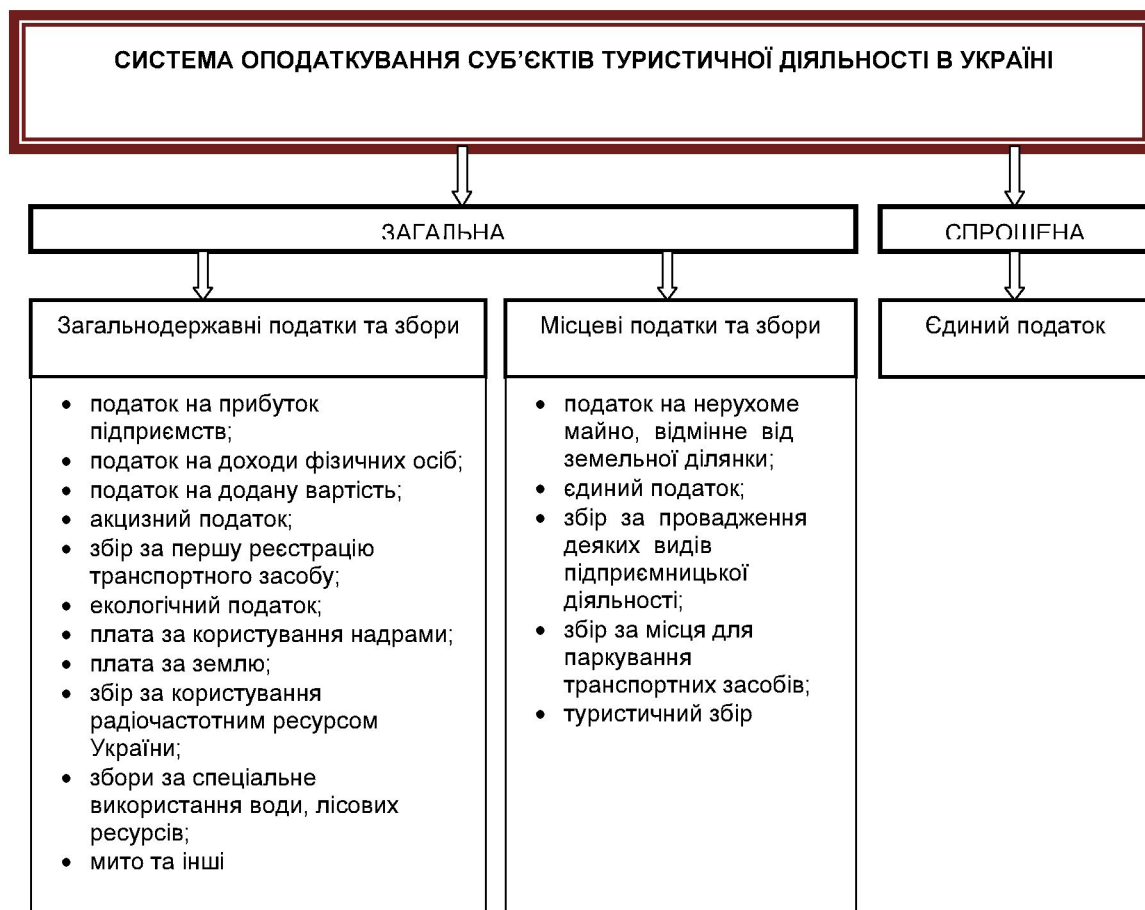 СИСТЕМА ОПОДАТКУВАННЯ СУБ’ЄКТІВ ТУРИСТИЧНОЇ ДІЯЛЬНОСТІ В УКРАЇНІ
ЗАГАЛЬНА
СПРОЩЕНА
Загальнодержавні податки та збори
• податок на прибуток
підприємств;
• податок на доходи фізичних осіб;
• податок на додану вартість;
• акцизний податок;
• збір за першу реєстрацію
транспортного засобу;
• екологічний податок;
• плата за користування надрами;
• плата за землю;
• збір за користування
радіочастотним ресурсом
України;
• збори за спеціальне
використання води, лісових
ресурсів;
• мито та інші
Місцеві податки та збори
• податок на нерухоме
майно, відмінне від
земельної ділянки;
• єдиний податок;
• збір за провадження
деяких видів
підприємницької
діяльності;
• збір за місця для
паркування
транспортних засобів;
• туристичний збір
Єдиний податок